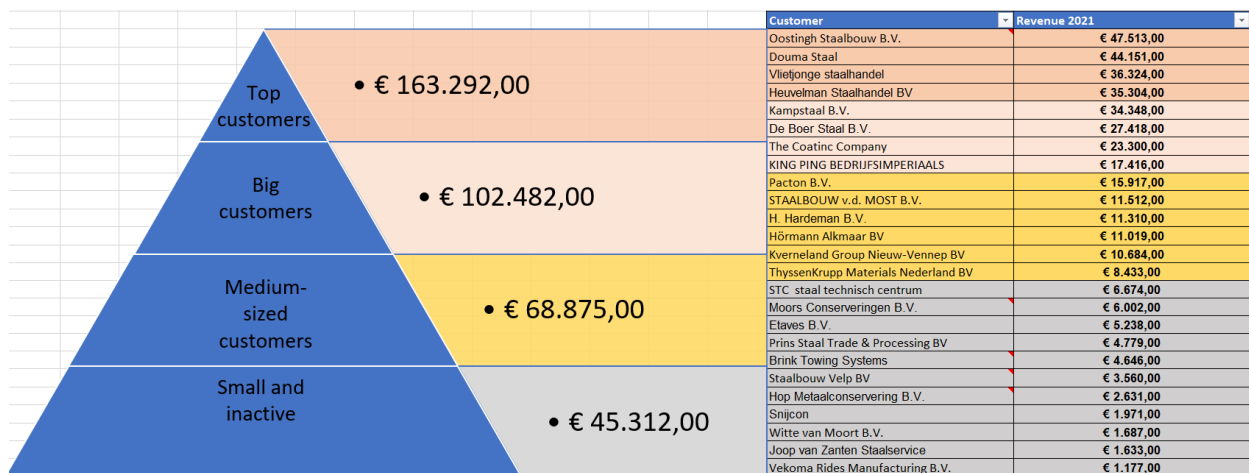 Top
customers
• € 163.292,00
Big
customers
• € 102.482,00
Medium-
sized
customers
• € 68.875,00
Small and
inactive
• € 45.312,00
Customer Revenue 2021
Oostingh Staalbouw B.V. € 47.513,00
Douma Staal € 44.151,00
Vlietjonge staalhandel € 36.324,00
Heuvelman Staalhandel BV € 35.304,00
Kampstaal B.V. € 34.348,00
De Boer Staal B.V. € 27.418,00
The Coatinc Company € 23.300,00
KING PING BEDRIJFSIMPERIAALS € 17.416,00
Pacton B.V. € 15.917,00
STAALBOUW v.d. MOST B.V. € 11.512,00
H. Hardeman B.V. € 11.310,00
Hörmann Alkmaar BV € 11.019,00
Kverneland Group Nieuw-Vennep BV € 10.684,00
ThyssenKrupp Materials Nederland BV € 8.433,00
STC staal technisch centrum € 6.674,00
Moors Conserveringen B.V. € 6.002,00
Etaves B.V. € 5.238,00
Prins Staal Trade & Processing BV € 4.779,00
Brink Towing Systems € 4.646,00
Staalbouw Velp BV € 3.560,00
Hop Metaalconservering B.V. € 2.631,00
Snijcon € 1.971,00
Witte van Moort B.V. € 1.687,00
Joop van Zanten Staalservice € 1.633,00
Vekoma Rides Manufacturing B.V. € 1.177,00